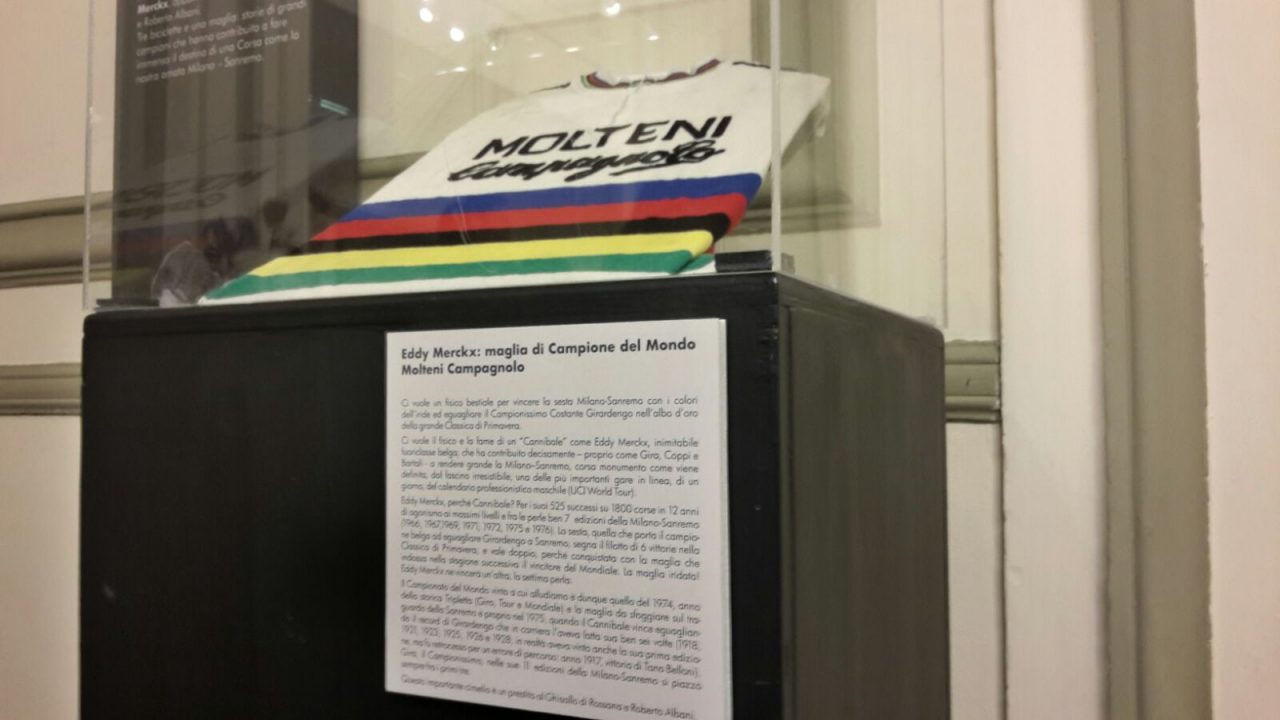 Merckx,
e Roberto Albani.
Tre biciclette e una maglia: storie di grandi
campioni che hanno contribuito a fare
immenso il destino di una Corsa come la
nostra amata Milano - Sanremo.
MOLTENI
Campagnolo
Eddy Merckx: maglia di Campione del Mondo
Molteni Campagnolo
Ci vuole un fisico bestiale per vincere la sesta Milano-Sanremo con i colori
dell'iride ed eguagliare il Campionissimo Costante Girardengo nell'albo d'oro
della grande Classica di Primavera.
Ci vuole il fisico e la fame di un "Cannibale" come Eddy Merckx, inimitabile
fuoriclasse belga, che ha contribuito decisamente – proprio come Gira, Coppi e
Bartali - a rendere grande la Milano-Sanremo, corsa monumento come viene
definita, dal fascino irresistibile, una delle più importanti gare in linea, di un
giorno, del calendario professionistico maschile (UCI World Tour).
Eddy Merckx, perché Cannibale? Per i suoi 525 successi su 1800 corse in 12 anni
di agonismo ai massimi livelli e fra le perle ben 7 edizioni della Milano-Sanremo
(1966, 1967,1969, 1971, 1972, 1975 e 1976). La sesta, quella che porta il campio-
ne belga ad eguagliare Girardengo a Sanremo, segna il filotto di 6 vittorie nella
Classica di Primavera, e vale doppio, perché conquistata con la maglia che
indossa nella stagione successiva il vincitore del Mondiale. La maglia iridata!
Eddy Merckx ne vincerà un'altra, la settima perla.
Il Campionato del Mondo vinto a cui alludiamo è dunque quello del 1974, anno
della storica Tripletta (Giro, Tour e Mondiale) e la maglia da sfoggiare sul tra-
guardo della Sanremo è proprio nel 1975, quando il Cannibale vince eguaglian-
do il record di Girardengo che in carriera l'aveva fatta sua ben sei volte (1918,
1921, 1923, 1925, 1926 e 1928, in realtà aveva vinto anche la sua prima edizio-
ne, ma fu retrocesso per un errore di percorso: anno 1917, vittoria di Tano Belloni).
Gira, il Campionissimo, nelle sue 11 edizioni della Milano-Sanremo si piazzò
sempre fra i primi tre.
Questo importante cimelio è un prestito al Ghisallo di Rossana e Roberto Albani.